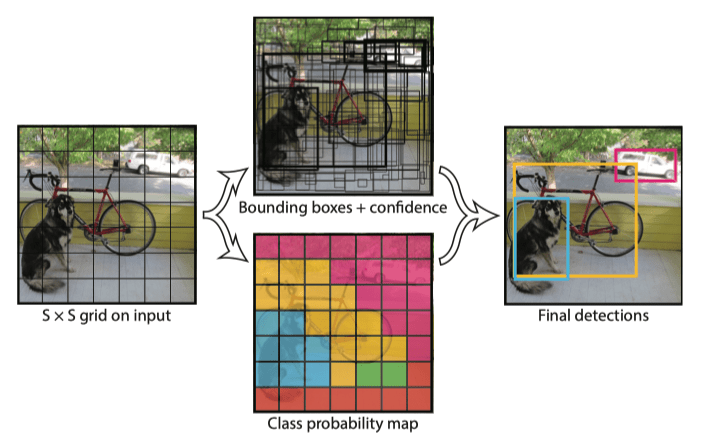 Bounding boxes + confidence
S × S grid on input
Final detections
Class probability map